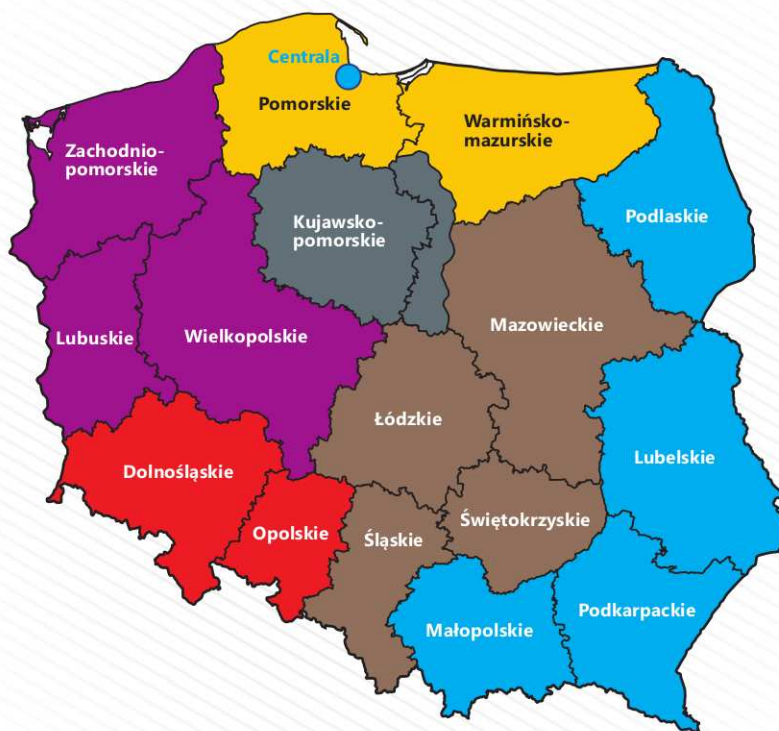 Centrala
Pomorskie
Warmińsko-
mazurskie
Zachodnio-
pomorskie
Podlaskie
Kujawsko-
pomorskie
Mazowieckie
Lubuskie
Wielkopolskie
Łódzkie
Lubelskie
Dolnośląskie
Świętokrzyskie
Opolskie
Śląskie
Podkarpackie
Małopolskie